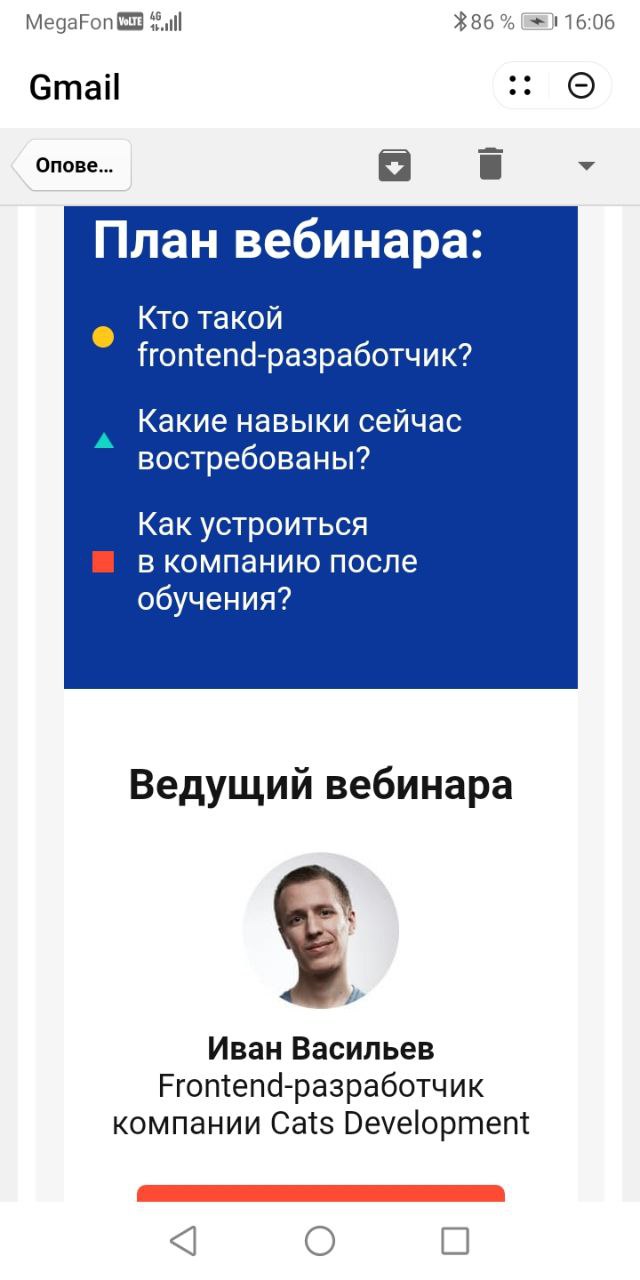 MegaFon VoLTE 4G 86 % 16:06
Gmail
Опове...
План вебинара:
Кто такой
frontend-разработчик?
Какие навыки сейчас
востребованы?
Как устроиться
в компанию после
обучения?
Ведущий вебинара
Иван Васильев
Frontend-разработчик
компании Cats Development